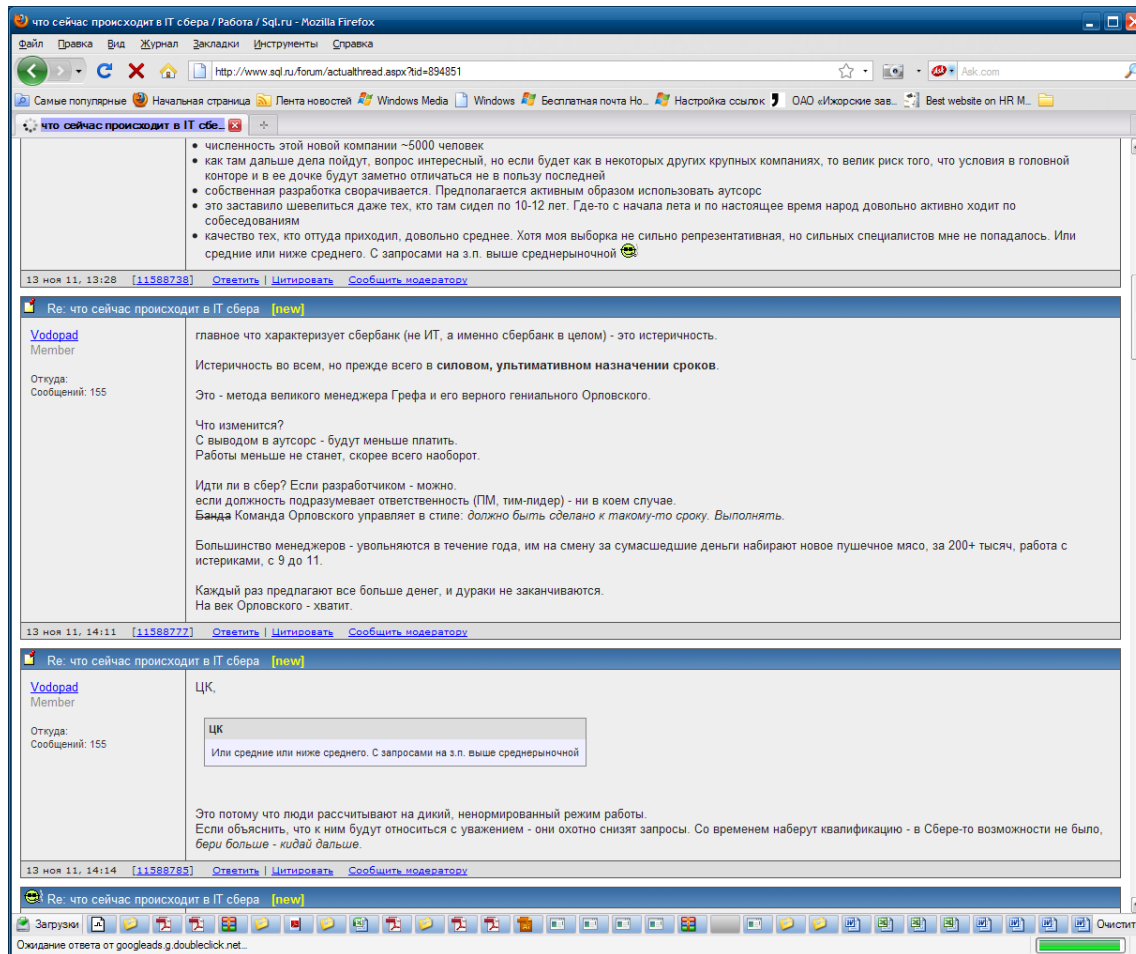 что сейчас происходит в IT сбера / Работа / Sql.ru - Mozilla Firefox
Файл Правка Вид Журнал Закладки Инструменты Справка
http://www.sql.ru/forum/actualthread.aspx?tid=894851
Ask.com
Самые популярные Начальная страница Лента новостей Windows Media Windows Бесплатная почта Ho... Настройка ссылок ОАО «Ижорские зав... Best website on HR M...
что сейчас происходит в IT сбе...
• численность этой новой компании ~5000 человек
• как там дальше дела пойдут, вопрос интересный, но если будет как в некоторых других крупных компаниях, то велик риск того, что условия в головной
конторе и в ее дочке будут заметно отличаться не в пользу последней
• собственная разработка сворачивается. Предполагается активным образом использовать аутсорс
• это заставило шевелиться даже тех, кто там сидел по 10-12 лет. Где-то с начала лета и по настоящее время народ довольно активно ходит по
собеседованиям
• качество тех, кто оттуда приходил, довольно среднее. Хотя моя выборка не сильно репрезентативная, но сильных специалистов мне не попадалось. Или
средние или ниже среднего. С запросами на з.п. выше среднерыночной
13 ноя 11, 13:28 [11588738] Ответить | Цитировать Сообщить модератору
Re: что сейчас происходит в IT сбера [new]
Vodopad
Member
Откуда:
Сообщений: 155
главное что характеризует сбербанк (не ИТ, а именно сбербанк в целом) - это истеричность.
Истеричность во всем, но прежде всего в силовом, ультимативном назначении сроков.
Это - метода великого менеджера Грефа и его верного гениального Орловского.
Что изменится?
С выводом в аутсорс - будут меньше платить.
Работы меньше не станет, скорее всего наоборот.
Идти ли в сбер? Если разработчиком - можно.
если должность подразумевает ответственность (ПМ, тим-лидер) - ни в коем случае.
Банда Команда Орловского управляет в стиле: должно быть сделано к такому-то сроку. Выполнять.
Большинство менеджеров - увольняются в течение года, им на смену за сумасшедшие деньги набирают новое пушечное мясо, за 200+ тысяч, работа с
истериками, с 9 до 11.
Каждый раз предлагают все больше денег, и дураки не заканчиваются.
На век Орловского - хватит.
13 ноя 11, 14:11 [11588777] Ответить | Цитировать Сообщить модератору
Re: что сейчас происходит в IT сбера [new]
Vodopad
Member
Откуда:
Сообщений: 155
ЦК,
ЦК
Или средние или ниже среднего. С запросами на з.п. выше среднерыночной
Это потому что люди рассчитывают на дикий, ненормированный режим работы.
Если объяснить, что к ним будут относиться с уважением - они охотно снизят запросы. Со временем наберут квалификацию - в Сбере-то возможности не было,
бери больше - кидай дальше.
13 ноя 11, 14:14 [11588785] Ответить | Цитировать Сообщить модератору
Re: что сейчас происходит в IT сбера [new]
Загрузки Очистит
Ожидание ответа от googleads.g.doubleclick.net...